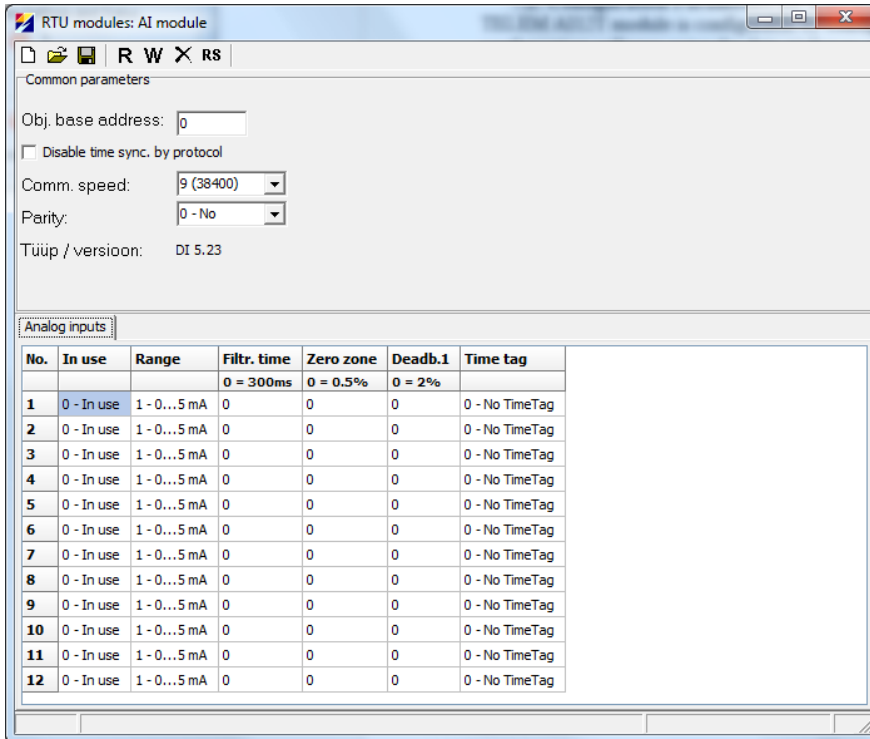 RTU modules: AI module
R W RS
Common parameters
Obj. base address: 0
Disable time sync. by protocol
Comm. speed: 9 (38400)
Parity: 0 - No
Tüüp / versioon: DI 5.23
Analog inputs
No. In use Range Filtr. time Zero zone Deadb.1 Time tag
0 = 300ms 0 = 0.5% 0 = 2%
1 0 - In use 1 - 0...5 mA 0 0 0 0 - No TimeTag
2 0 - In use 1 - 0...5 mA 0 0 0 0 - No TimeTag
3 0 - In use 1 - 0...5 mA 0 0 0 0 - No TimeTag
4 0 - In use 1 - 0...5 mA 0 0 0 0 - No TimeTag
5 0 - In use 1 - 0...5 mA 0 0 0 0 - No TimeTag
6 0 - In use 1 - 0...5 mA 0 0 0 0 - No TimeTag
7 0 - In use 1 - 0...5 mA 0 0 0 0 - No TimeTag
8 0 - In use 1 - 0...5 mA 0 0 0 0 - No TimeTag
9 0 - In use 1 - 0...5 mA 0 0 0 0 - No TimeTag
10 0 - In use 1 - 0...5 mA 0 0 0 0 - No TimeTag
11 0 - In use 1 - 0...5 mA 0 0 0 0 - No TimeTag
12 0 - In use 1 - 0...5 mA 0 0 0 0 - No TimeTag